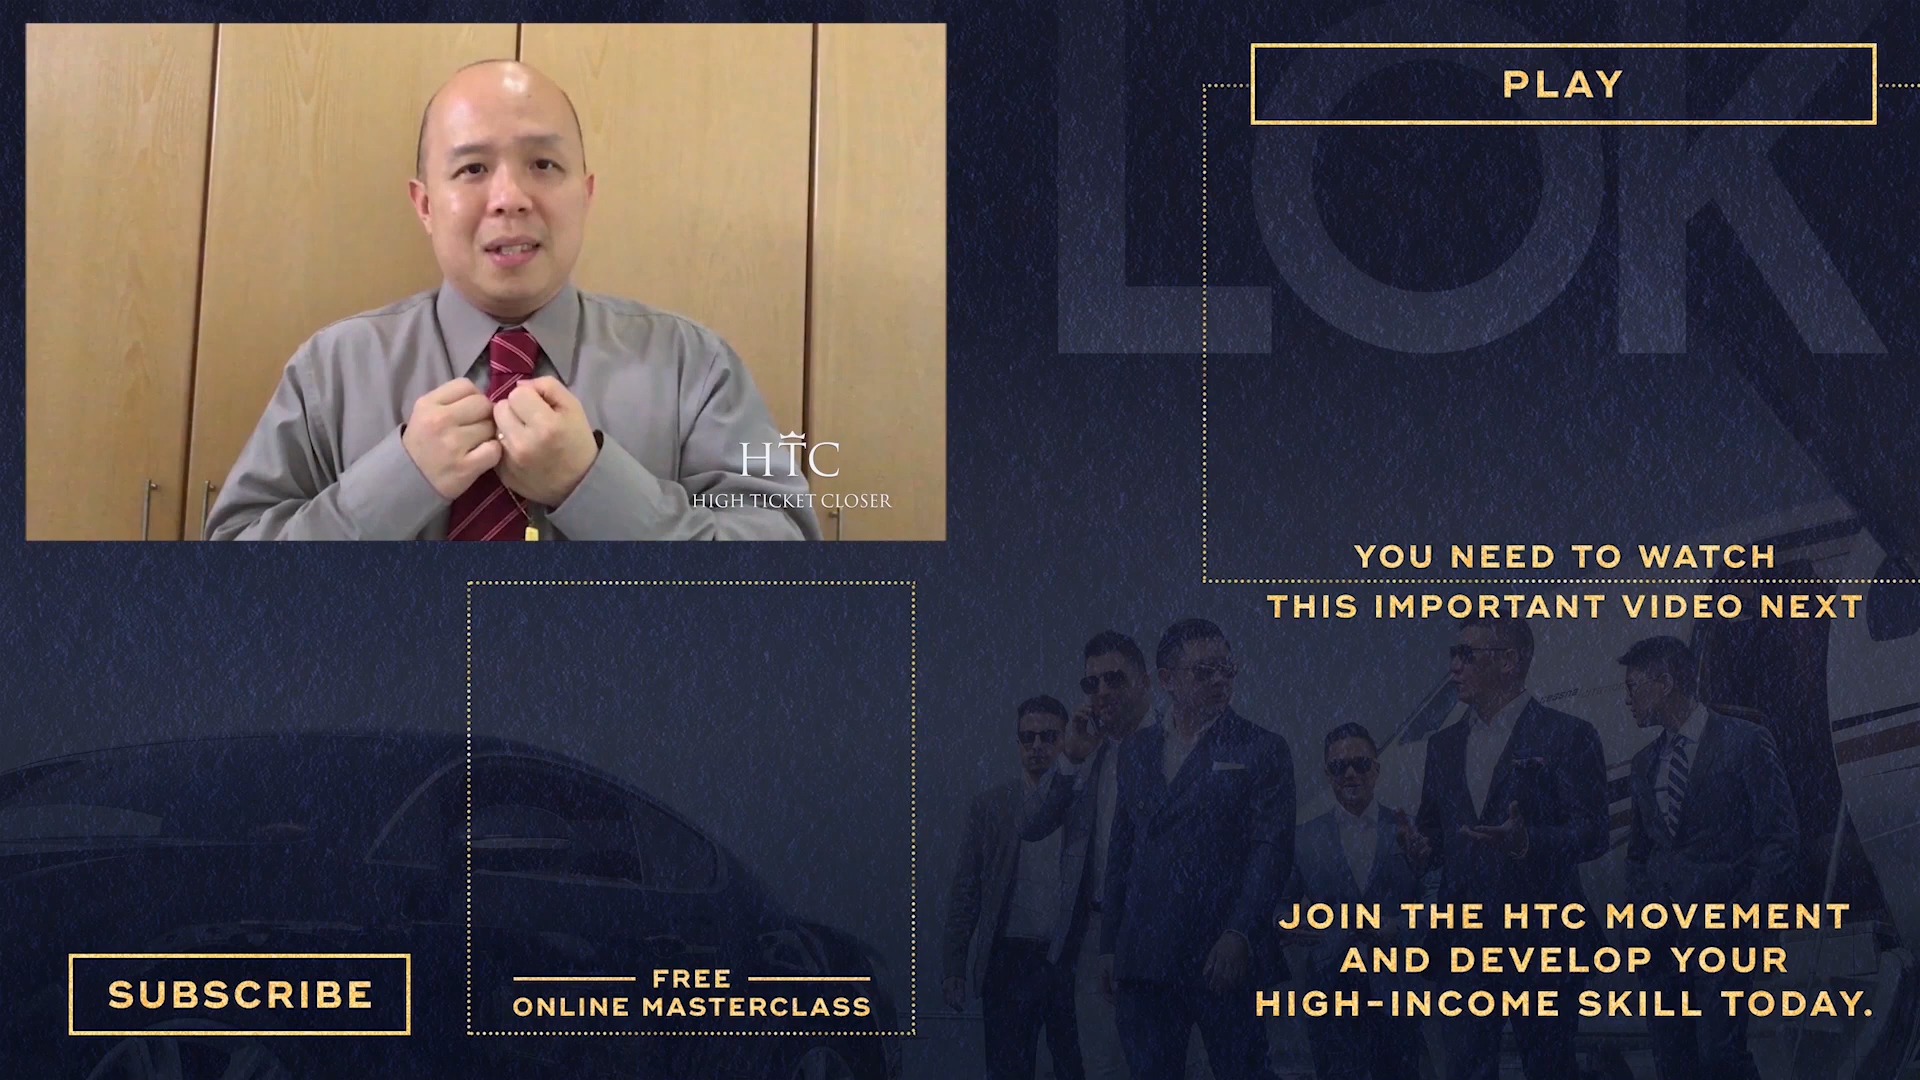 LOK
PLAY
HTC
HIGH TICKET CLOSER
YOU NEED TO WATCH
THIS IMPORTANT VIDEO NEXT
JOIN THE HTC MOVEMENT
AND DEVELOP YOUR
HIGH-INCOME SKILL TODAY.
SUBSCRIBE
FREE
ONLINE MASTERCLASS